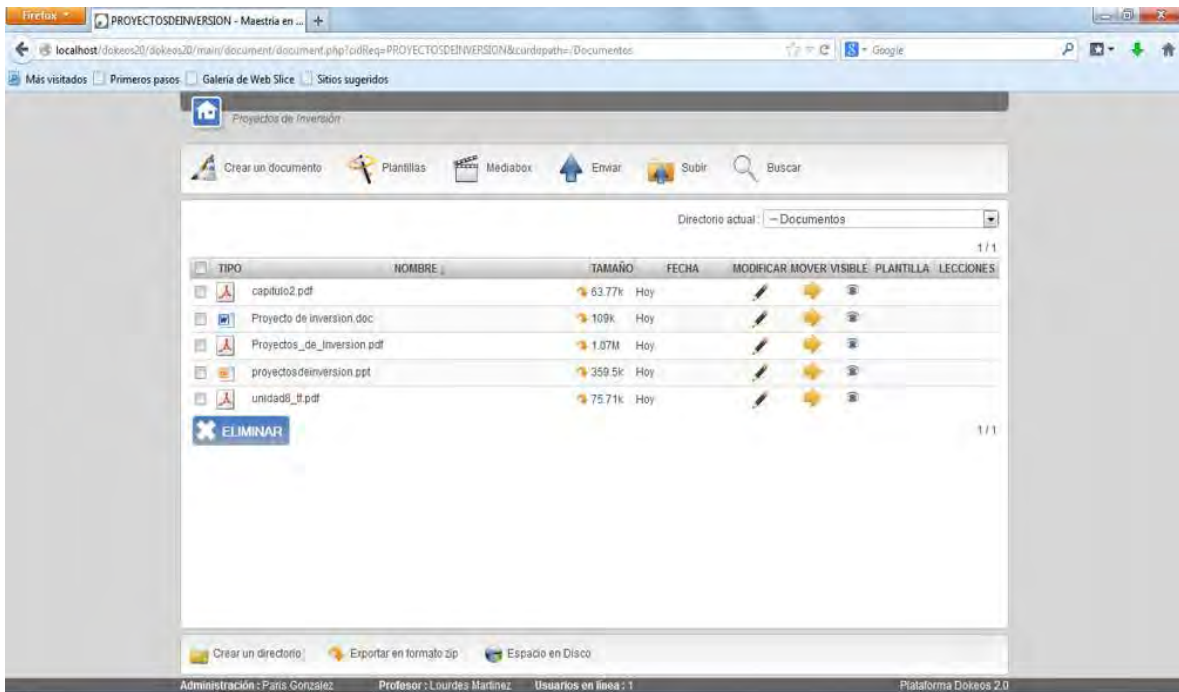 Firefox
PROYECTOSDEINVERSION - Maestria en ...
localhost/dokeos20/dokeos20/main/document/document.php?cidReq=PROYECTOSDEINVERSION&curdirpath=/Documentos
Google
Más visitados Primeros pasos Galería de Web Slice Sitios sugeridos
Proyectos de Inversión
Crear un documento Plantillas Mediabox Enviar Subir Buscar
Directorio actual : -- Documentos
1 / 1
TIPO NOMBRE TAMAÑO FECHA MODIFICAR MOVER VISIBLE PLANTILLA LECCIONES
capitulo2.pdf 63.77k Hoy
Proyecto de inversion.doc 109k Hoy
Proyectos_de_Inversion.pdf 1.07M Hoy
proyectosdeinversion.ppt 359.5k Hoy
unidad8_tf.pdf 75.71k Hoy
ELIMINAR
1 / 1
Crear un directorio Exportar en formato zip Espacio en Disco
Administración : Paris Gonzalez Profesor : Lourdes Martinez Usuarios en línea : 1 Plataforma Dokeos 2.0